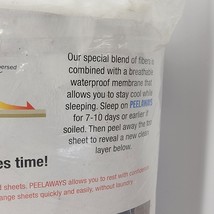 ersed
Our special blend of fibers is
combined with a breathable
waterproof membrane that
allows you to stay cool while
sleeping. Sleep on PEELAWAYS
for 7-10 days or earlier if
soiled. Then peel away the top
sheet to reveal a new clean
layer below.
es time!
d sheets. PEELAWAYS allows you to rest with
ange sheets quickly and easily, without laundry